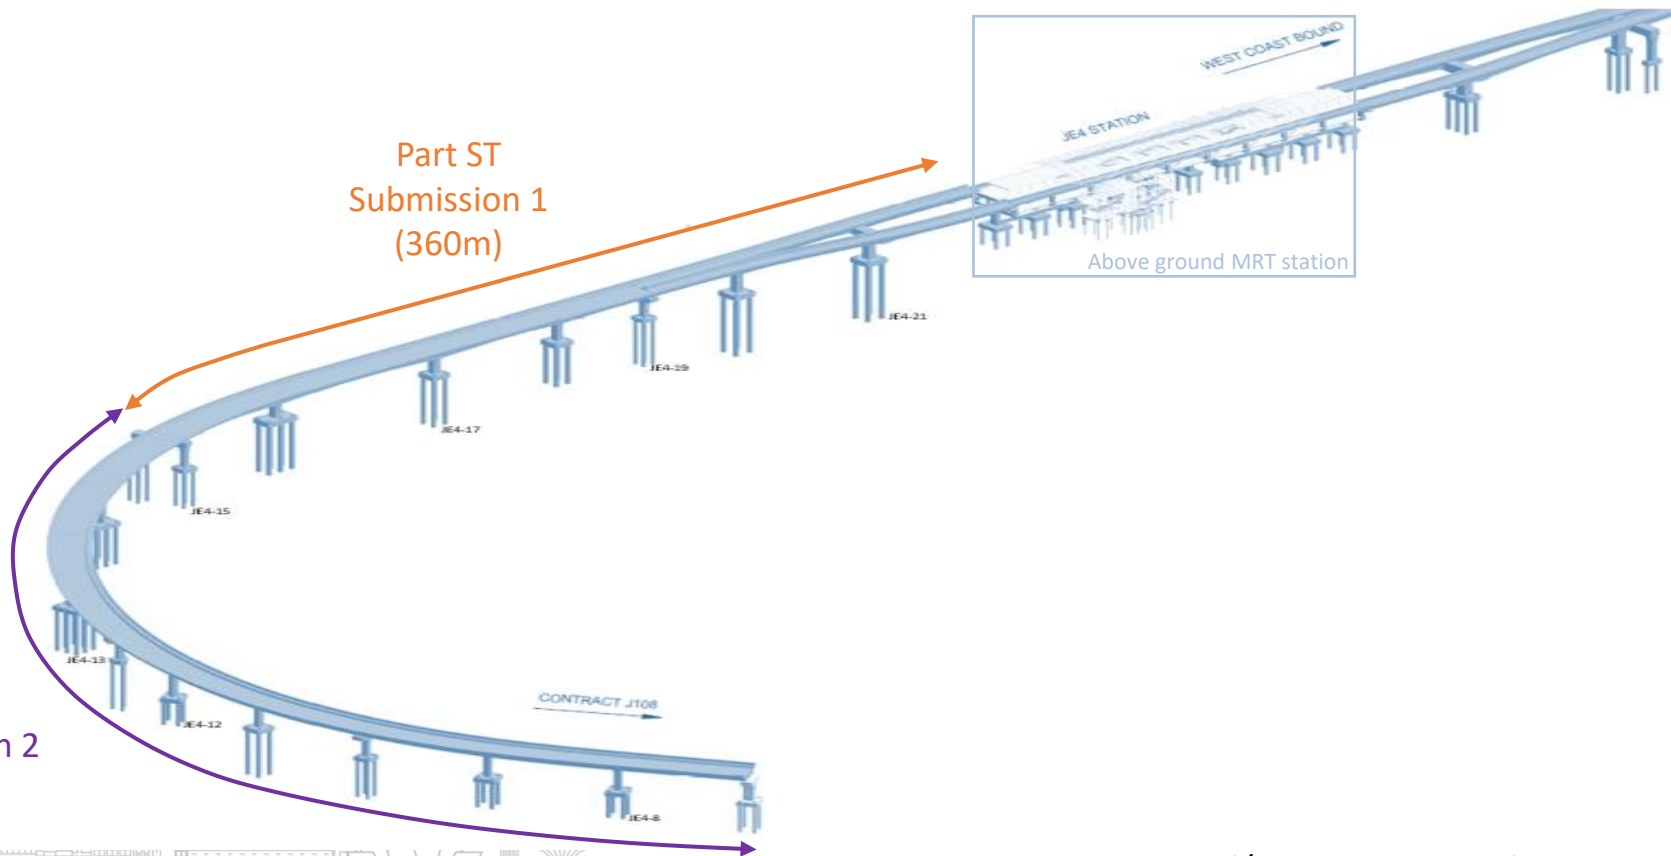 WEST COAST BOUND
JE4 STATION
Part ST
Submission 1
(360m)
Above ground MRT station
JE4-21
JE4-19
JE4-17
JE4-15
JE4-13
CONTRACT J108
JE4-12
n 2
JE4-8